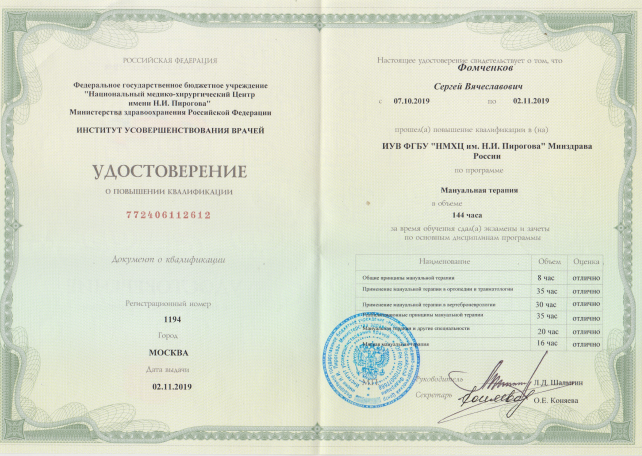 РОССИЙСКАЯ ФЕДЕРАЦИЯ
Федеральное государственное бюджетное учреждение
"Национальный медико-хирургический Центр
имени Н.И. Пирогова"
Министерства здравоохранения Российской Федерации
ИНСТИТУТ УСОВЕРШЕНСТВОВАНИЯ ВРАЧЕЙ
УДОСТОВЕРЕНИЕ
О ПОВЫШЕНИИ КВАЛИФИКАЦИИ
772406112612
Документ о квалификации
Регистрационный номер
1194
Город
МОСКВА
Дата выдачи
02.11.2019
Настоящее удостоверение свидетельствует о том, что
Фомченков
Сергей Вячеславович
с 07.10.2019 по 02.11.2019
прошел(а) повышение квалификации в (на)
ИУВ ФГБУ "НМХЦ им. Н.И. Пирогова" Минздрава
России
по программе
Мануальная терапия
в объеме
144 часа
за время обучения сдал(а) экзамены и зачеты
по основным дисциплинам программы
Наименование Объем Оценка
Общие принципы мануальной терапии 8 час отлично
Применение мануальной терапии в ортопедии и травматологии 35 час отлично
Применение мануальной терапии в вертеброневрологии 30 час отлично
принципы мануальной терапии 35 час отлично
Мануальная терапия и другие специальности 20 час отлично
мануальная терапия 16 час отлично
М.П.
Руководитель Л.Д. Шалыгин
Секретарь О.Е. Коняева